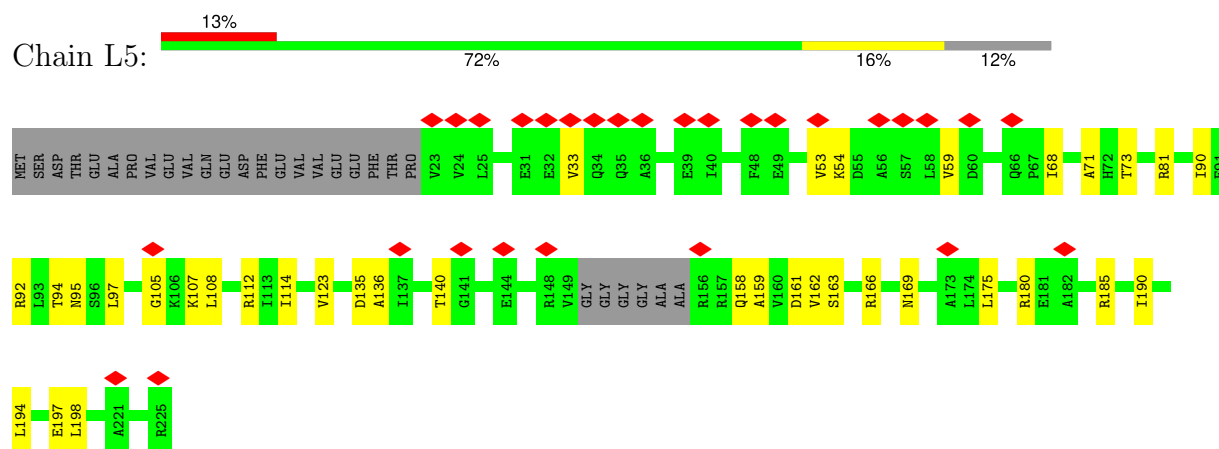 13%
Chain L5:
72% 16% 12%
MET SER ASP THR GLU ALA PRO VAL GLU VAL GLN GLU ASP PHE GLU VAL VAL GLU GLU PHE THR PRO V23 V24 L25 E31 E32 V33 Q34 Q35 A36 E39 I40 F48 E49 V53 K54 D55 A56 S57 L58 V59 D60 Q66 P67 I68 A71 H72 T73 R81 I90 E91
R92 L93 T94 N95 S96 L97 G105 K106 K107 L108 R112 I113 I114 V123 D135 A136 I137 T140 G141 E144 R148 V149 GLY GLY GLY GLY ALA ALA R156 R157 Q158 A159 V160 D161 V162 S163 R166 N169 A173 L174 L175 R180 E181 A182 R185 I190
L194 E197 L198 A221 R225